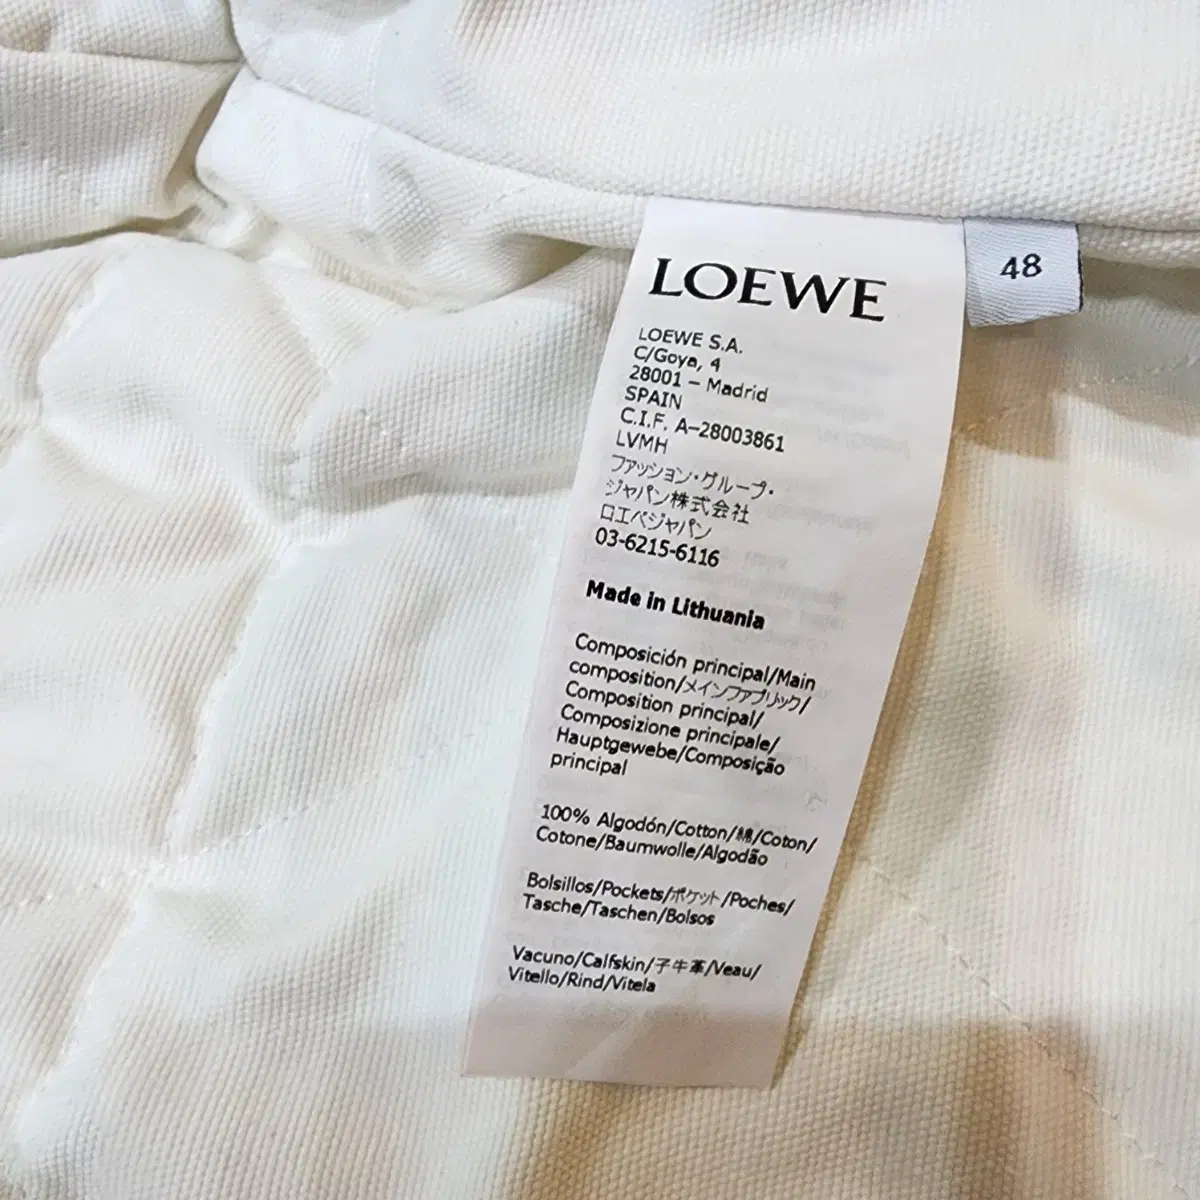 LOEWE
48
LOEWE S.A.
C/Goya, 4
28001 – Madrid
SPAIN
C.I.F. A–28003861
LVMH
ファッション・グループ・
ジャパン株式会社
ロエベジャパン
03-6215-6116
Made in Lithuania
Composición principal/Main
composition/メインファブリック/
Composition principal/
Composizione principale/
Hauptgewebe/Composição
principal
100% Algodón/Cotton/綿/Coton/
Cotone/Baumwolle/Algodão
Bolsillos/Pockets/ポケット/Poches/
Tasche/Taschen/Bolsos
Vacuno/Calfskin/子牛革/Veau/
Vitello/Rind/Vitela